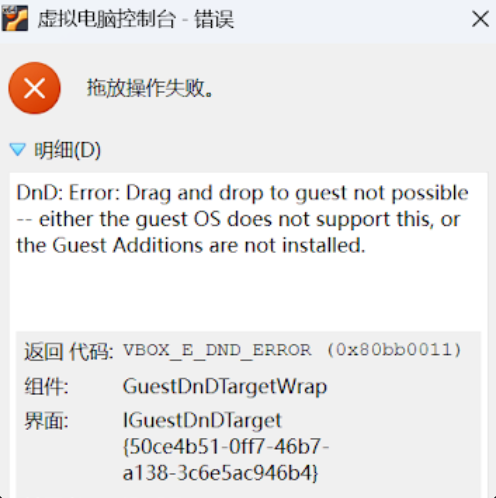 虚拟电脑控制台 - 错误
拖放操作失败。
明细(D)
DnD: Error: Drag and drop to guest not possible
-- either the guest OS does not support this, or
the Guest Additions are not installed.
返回 代码: VBOX_E_DND_ERROR (0x80bb0011)
组件: GuestDnDTargetWrap
界面: IGuestDnDTarget
{50ce4b51-0ff7-46b7-
a138-3c6e5ac946b4}